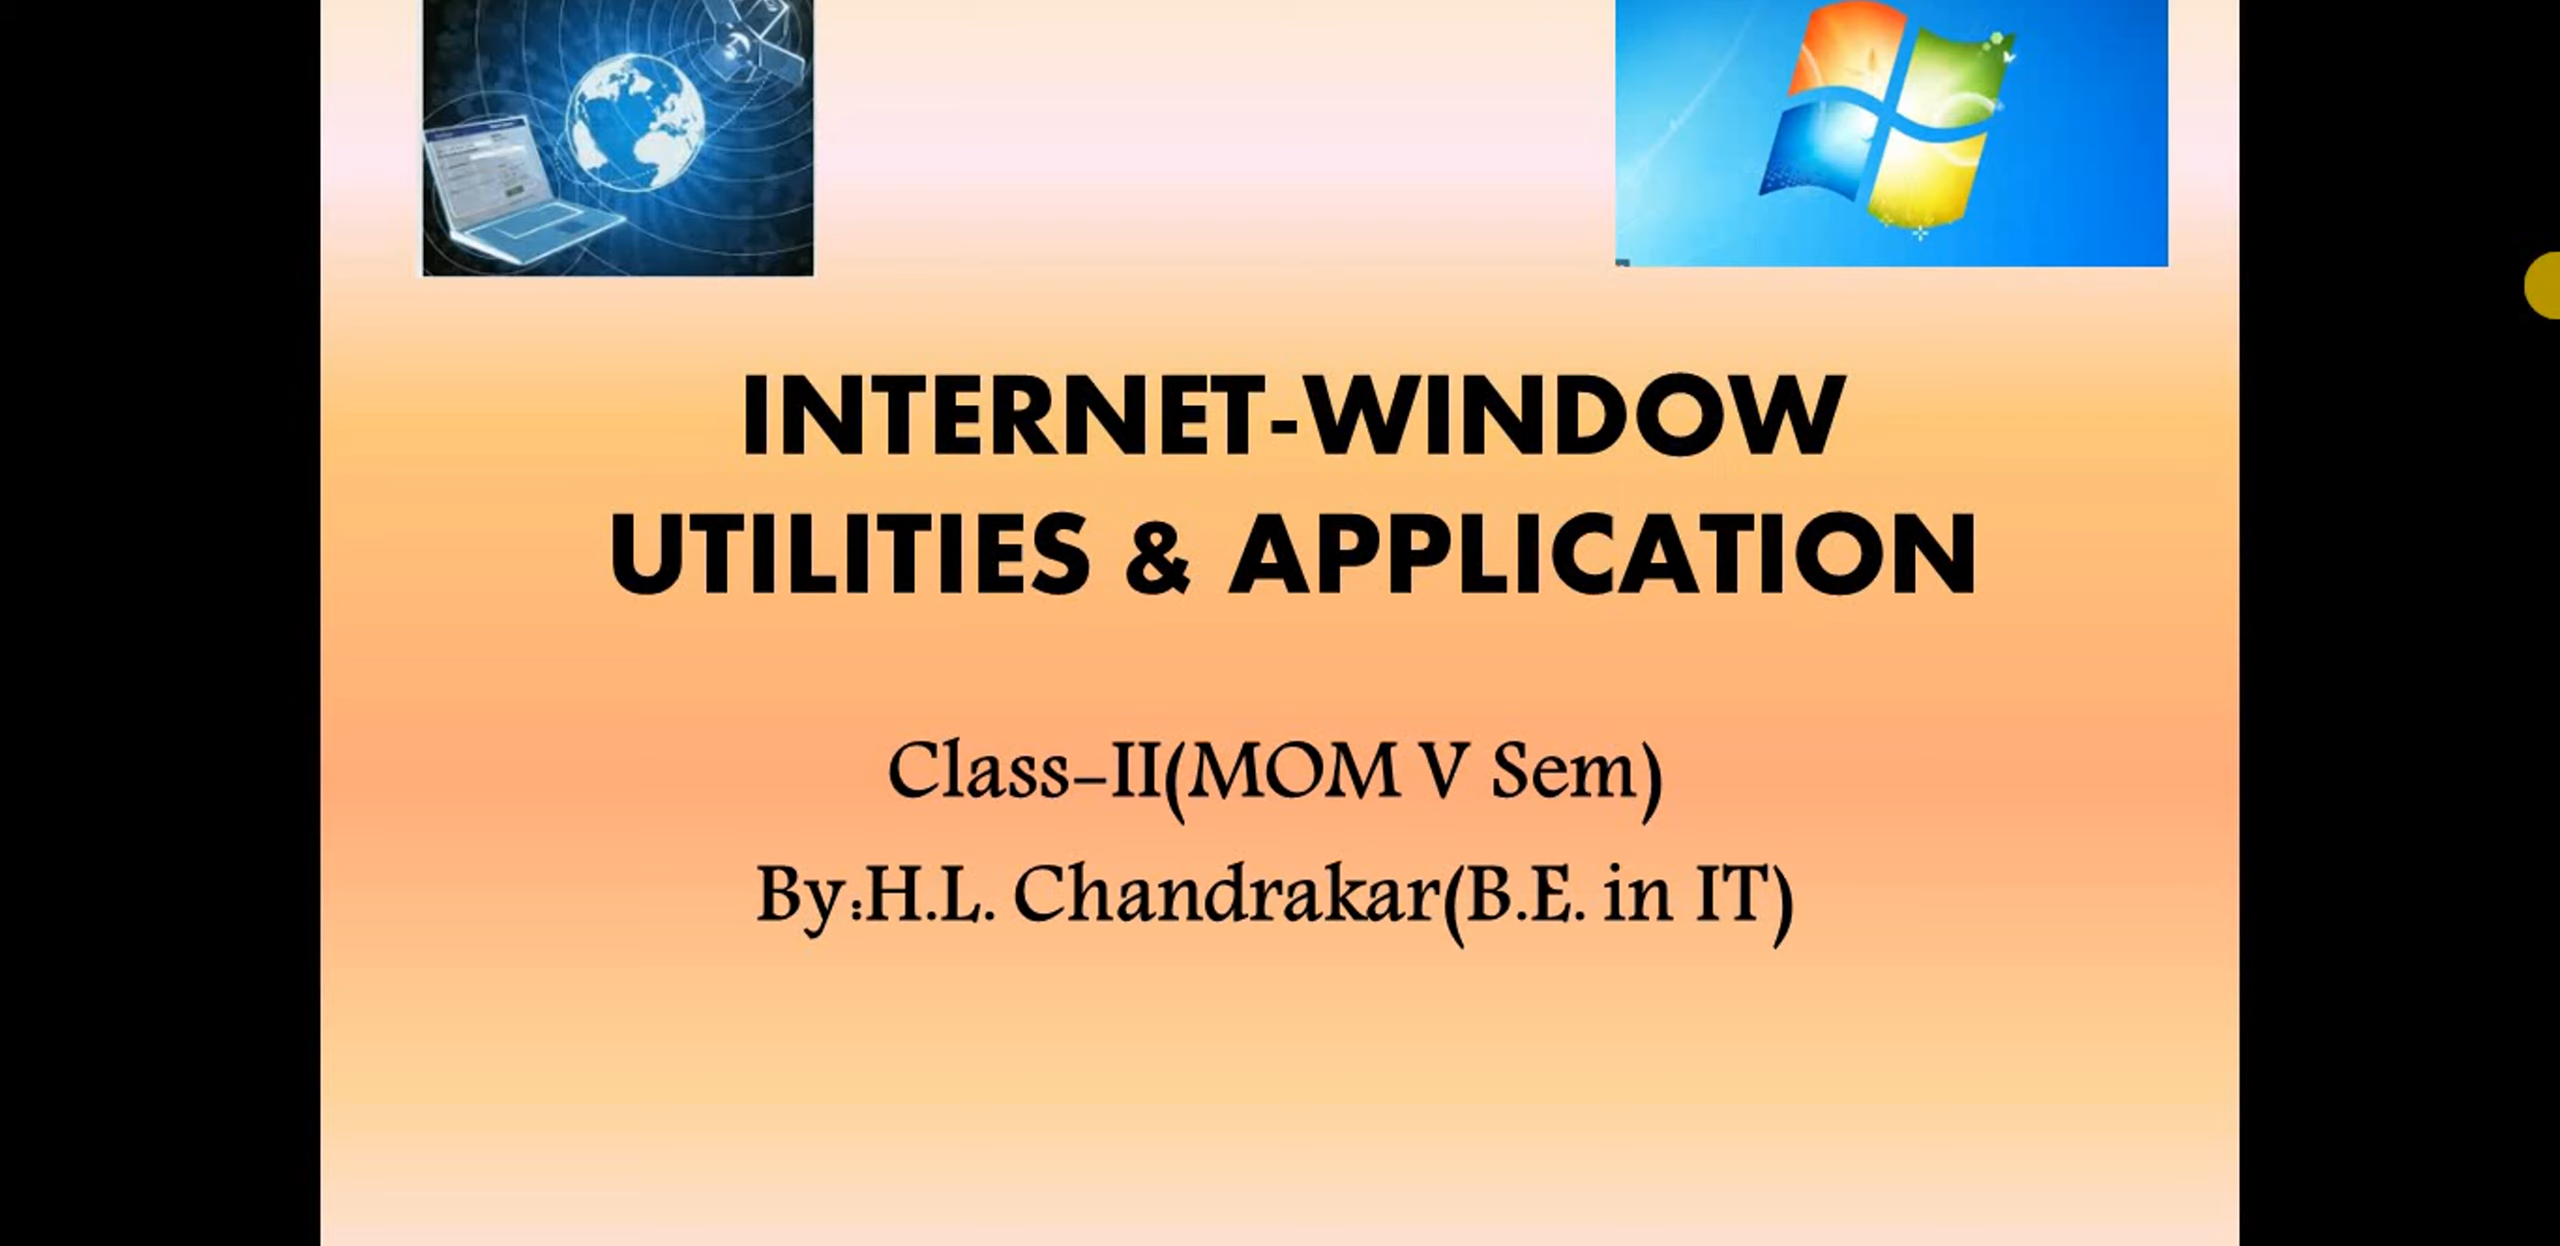 INTERNET-WINDOW
UTILITIES & APPLICATION
Class-II(MOM V Sem)
By:H.L. Chandrakar(B.E. in IT)